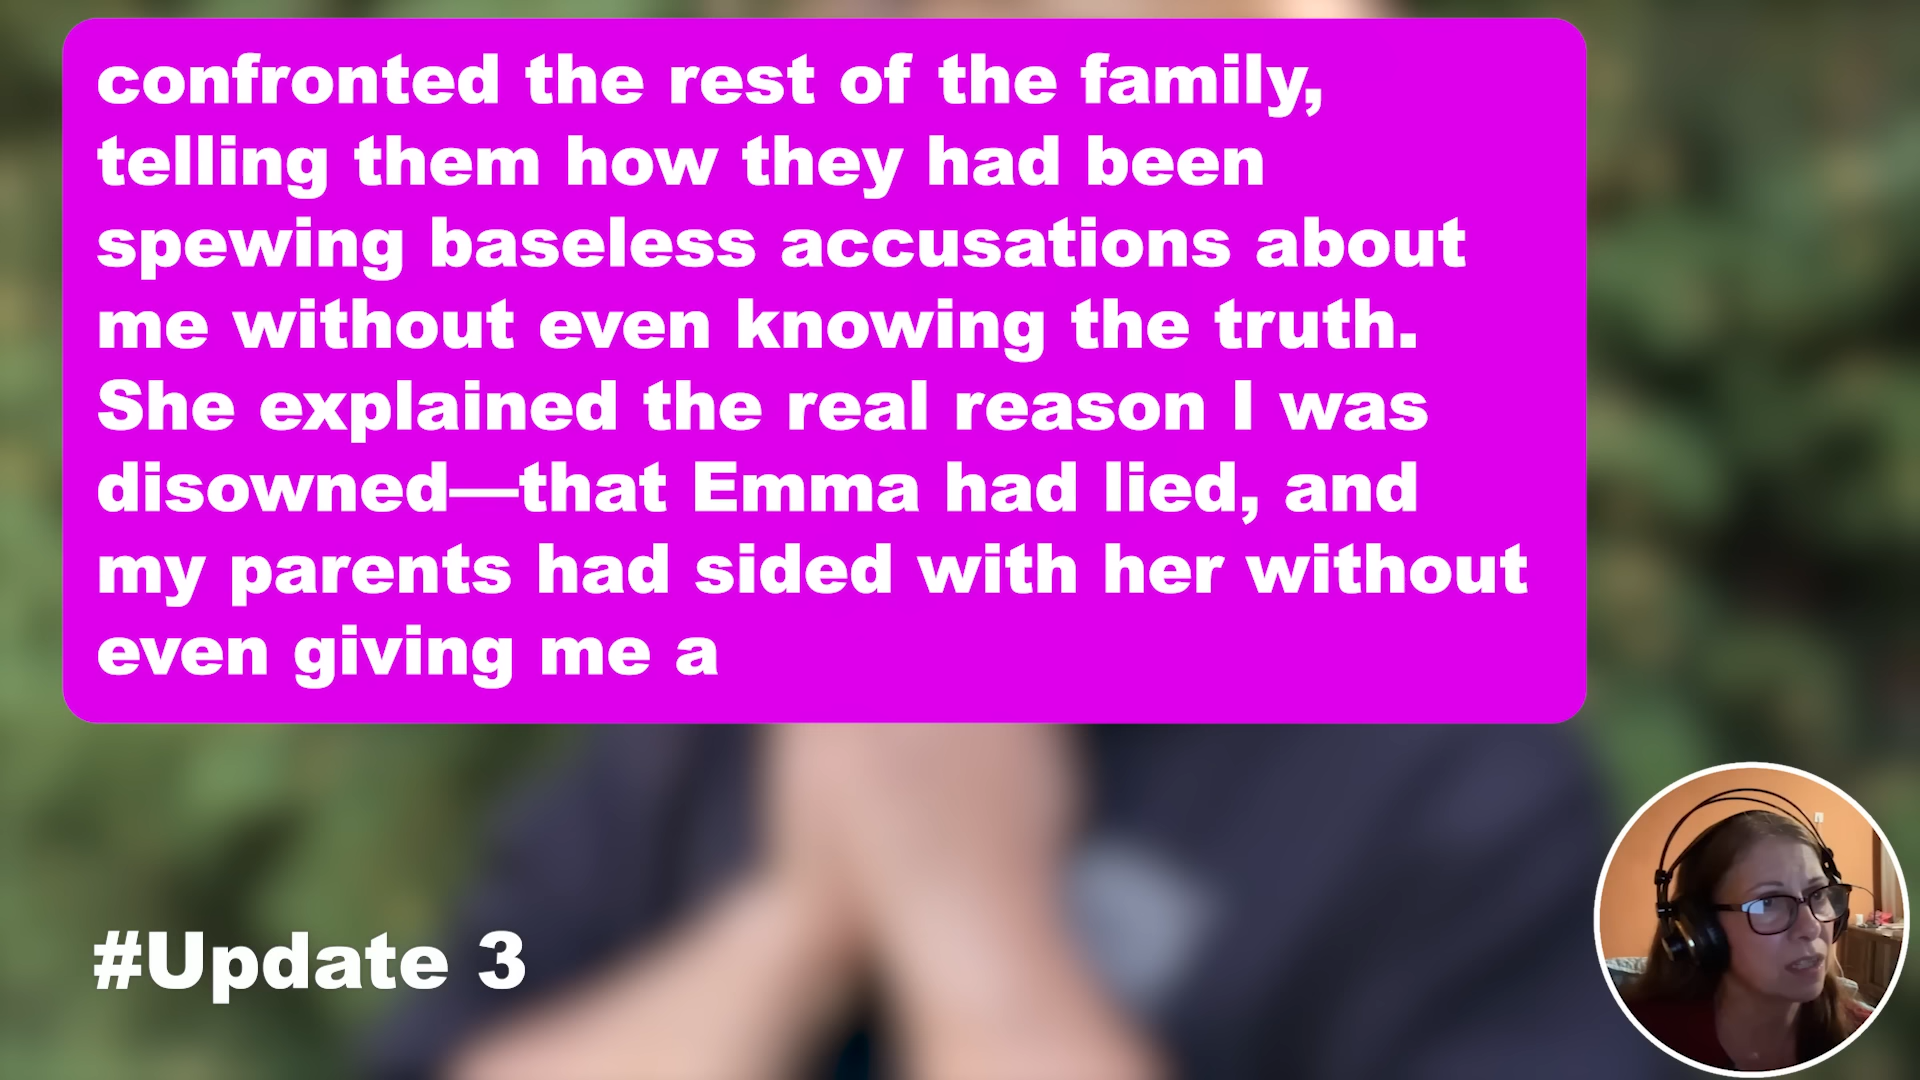 confronted the rest of the family,
telling them how they had been
spewing baseless accusations about
me without even knowing the truth.
She explained the real reason I was
disowned—that Emma had lied, and
my parents had sided with her without
even giving me a
#Update 3